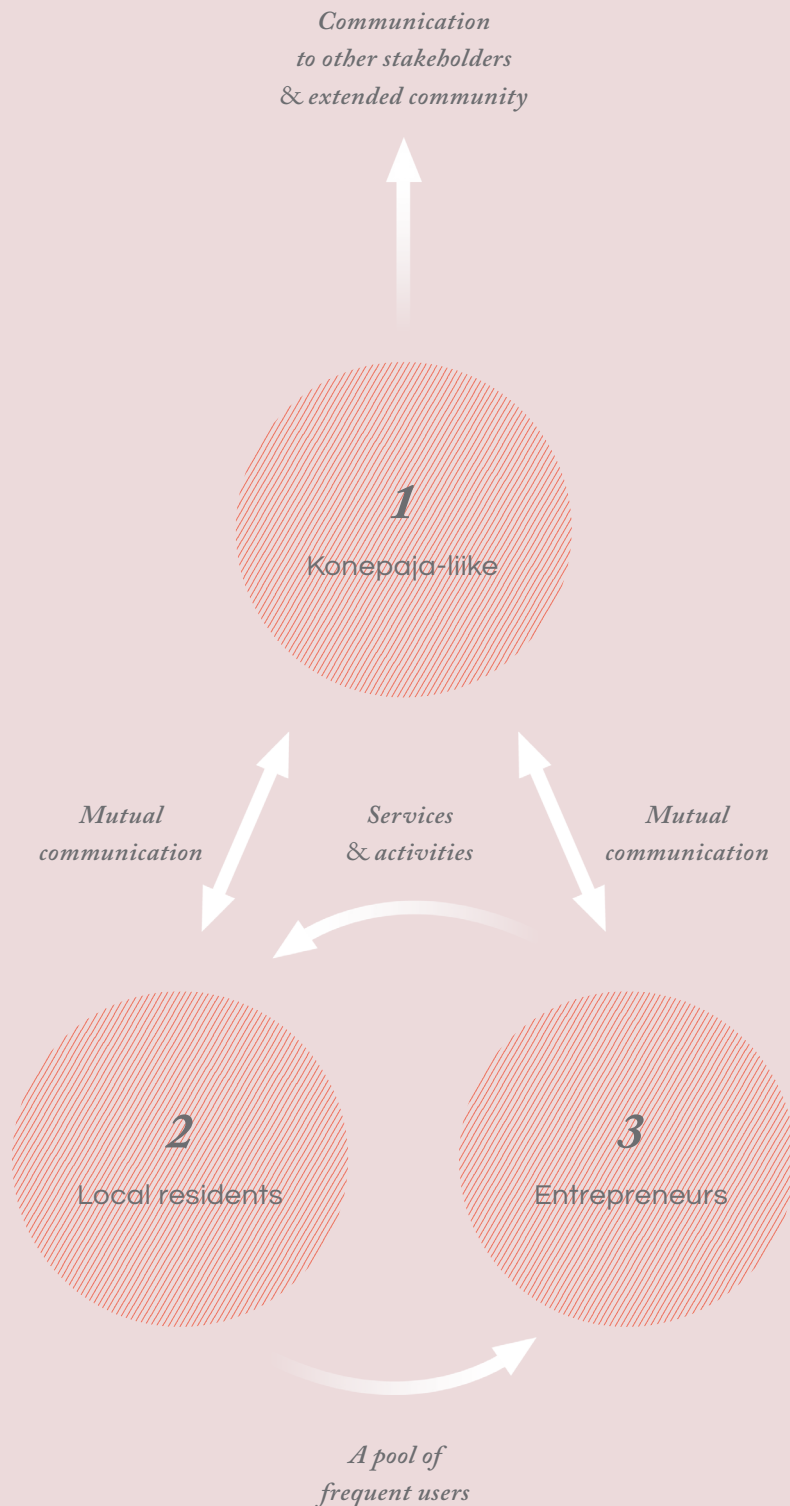 Communication
to other stakeholders
& extended community
1
Konepaja-liike
Mutual
communication
Services
& activities
Mutual
communication
2
Local residents
3
Entrepreneurs
A pool of
frequent users